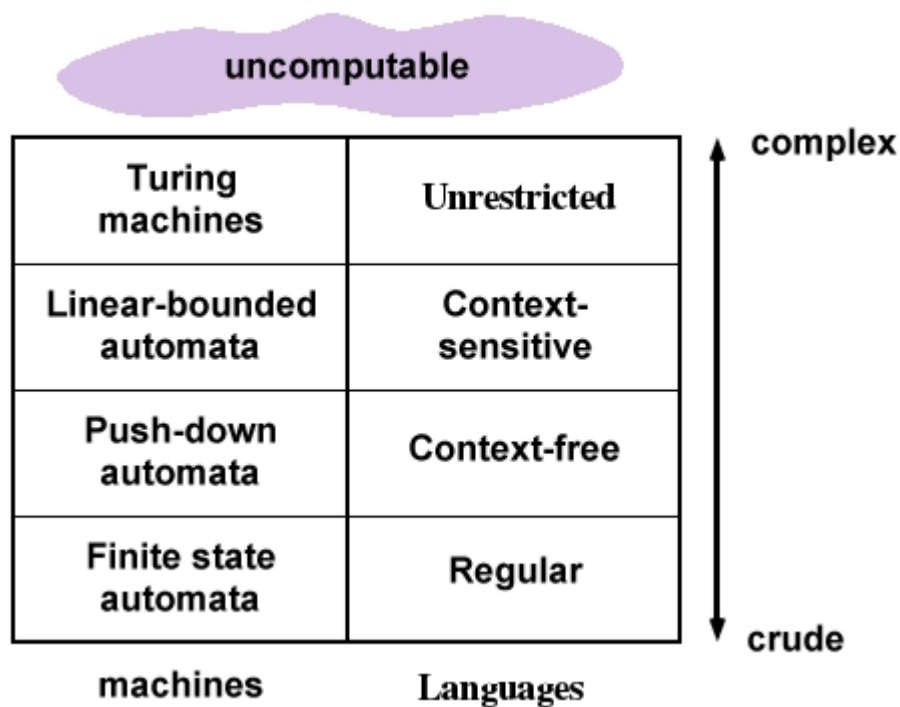 uncomputable
complex
Turing
machines
Unrestricted
Linear-bounded
automata
Context-
sensitive
Push-down
automata
Context-free
Finite state
automata
Regular
crude
machines
Languages